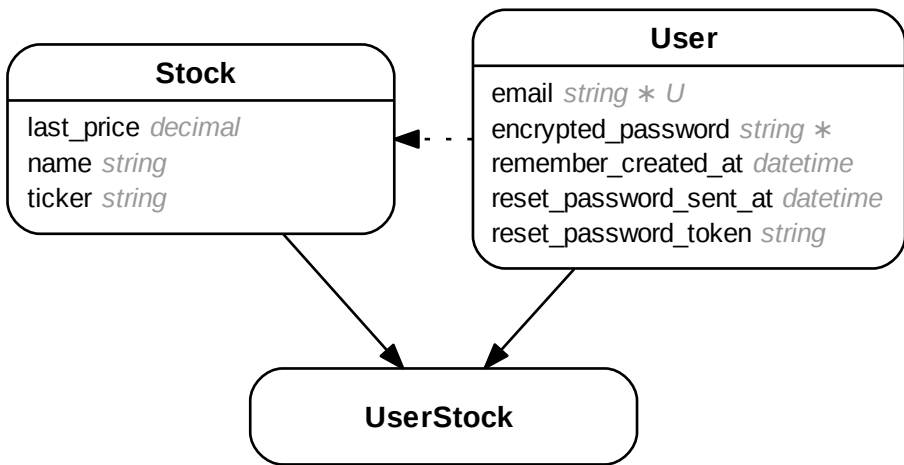 Stock
last_price decimal
name string
ticker string
User
email string ∗ U
encrypted_password string ∗
remember_created_at datetime
reset_password_sent_at datetime
reset_password_token string
UserStock